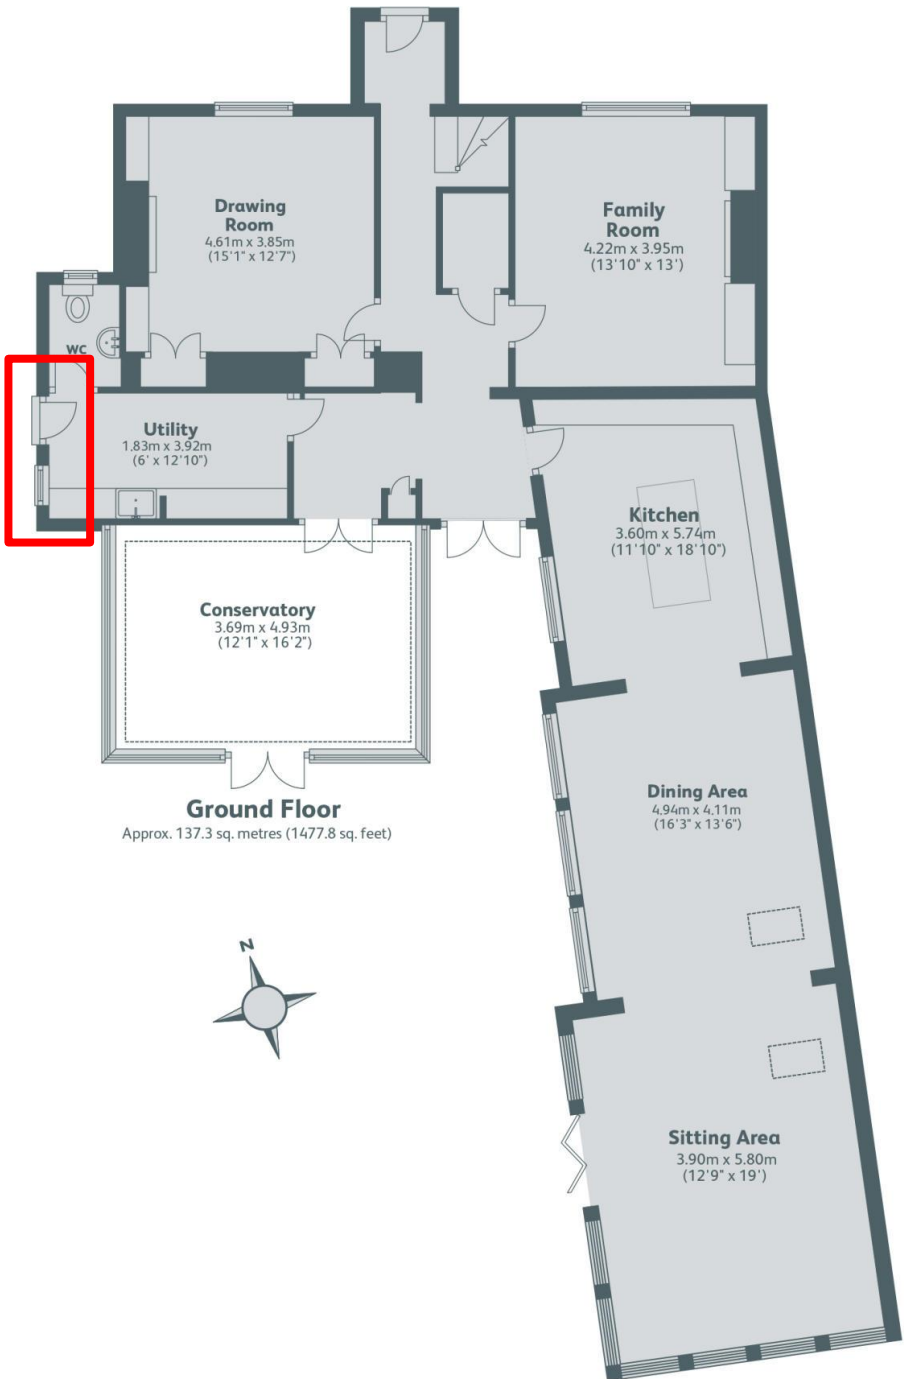 Drawing
Room
4.61m x 3.85m
(15'1" x 12'7")
Family
Room
4.22m x 3.95m
(13'10" x 13')
WC
Utility
1.83m x 3.92m
(6' x 12'10")
Kitchen
3.60m x 5.74m
(11'10" x 18'10")
Conservatory
3.69m x 4.93m
(12'1" x 16'2")
Ground Floor
Approx. 137.3 sq. metres (1477.8 sq. feet)
Dining Area
4.94m x 4.11m
(16'3" x 13'6")
N
Sitting Area
3.90m x 5.80m
(12'9" x 19')